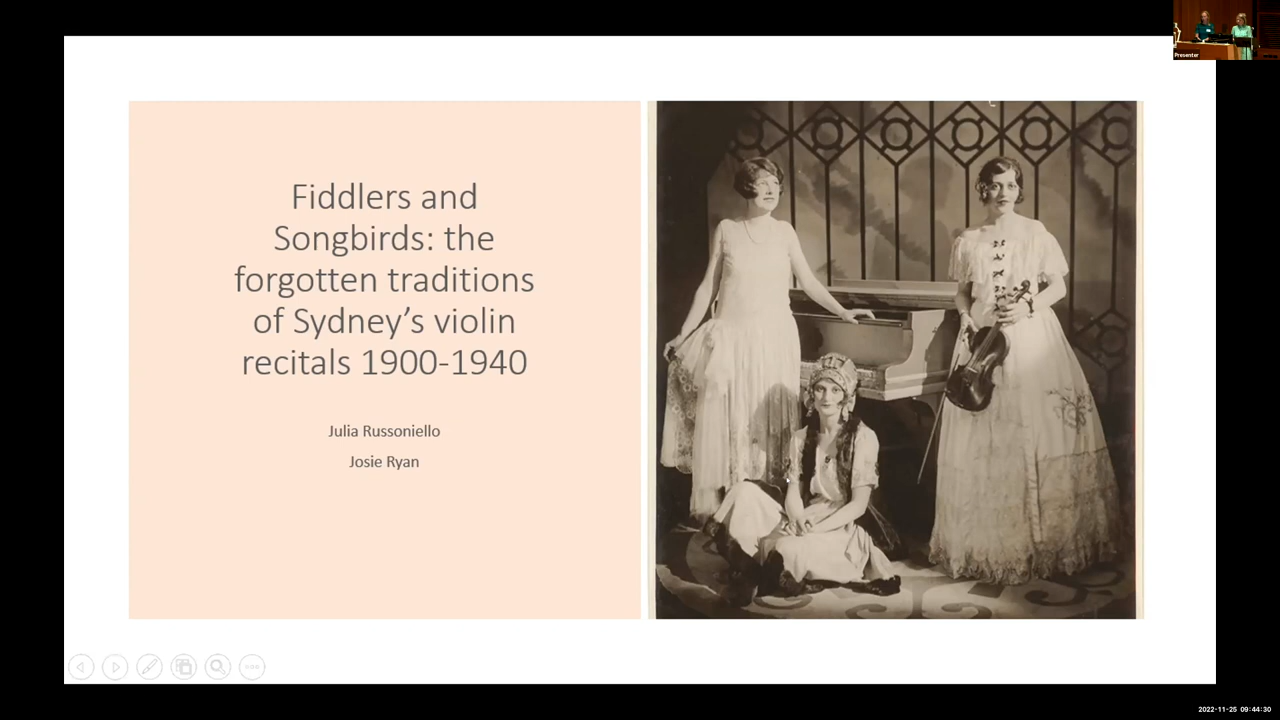 Presenter
Fiddlers and
Songbirds: the
forgotten traditions
of Sydney’s violin
recitals 1900-1940
Julia Russoniello
Josie Ryan
2022-11-25 09:44:30